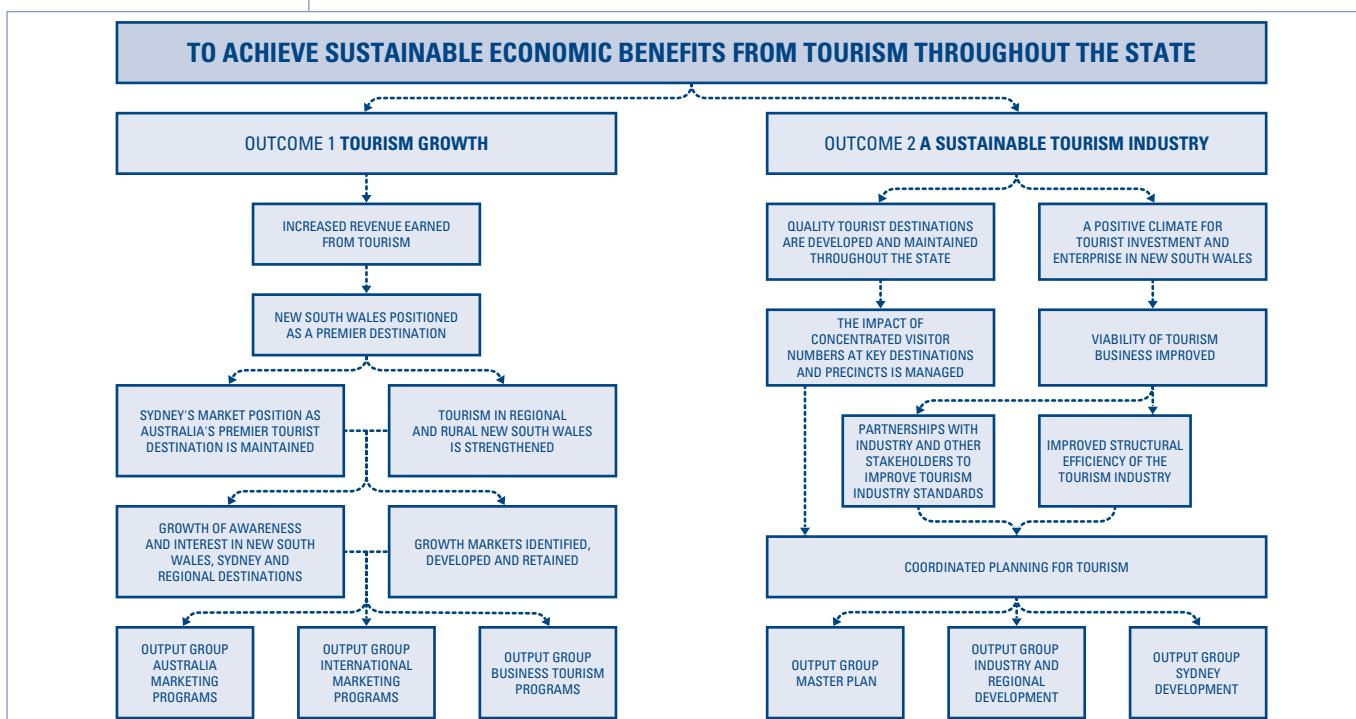 TO ACHIEVE SUSTAINABLE ECONOMIC BENEFITS FROM TOURISM THROUGHOUT THE STATE
OUTCOME 1 TOURISM GROWTH
INCREASED REVENUE EARNED
FROM TOURISM
NEW SOUTH WALES POSITIONED
AS A PREMIER DESTINATION
SYDNEY'S MARKET POSITION AS
AUSTRALIA'S PREMIER TOURIST
DESTINATION IS MAINTAINED
TOURISM IN REGIONAL
AND RURAL NEW SOUTH WALES
IS STRENGTHENED
GROWTH OF AWARENESS
AND INTEREST IN NEW SOUTH
WALES, SYDNEY AND
REGIONAL DESTINATIONS
GROWTH MARKETS IDENTIFIED,
DEVELOPED AND RETAINED
OUTPUT GROUP
AUSTRALIA
MARKETING
PROGRAMS
OUTPUT GROUP
INTERNATIONAL
MARKETING
PROGRAMS
OUTPUT GROUP
BUSINESS TOURISM
PROGRAMS
OUTCOME 2 A SUSTAINABLE TOURISM INDUSTRY
QUALITY TOURIST DESTINATIONS
ARE DEVELOPED AND MAINTAINED
THROUGHOUT THE STATE
A POSITIVE CLIMATE FOR
TOURIST INVESTMENT AND
ENTERPRISE IN NEW SOUTH WALES
THE IMPACT OF
CONCENTRATED VISITOR
NUMBERS AT KEY DESTINATIONS
AND PRECINCTS IS MANAGED
VIABILITY OF TOURISM
BUSINESS IMPROVED
PARTNERSHIPS WITH
INDUSTRY AND OTHER
STAKEHOLDERS TO
IMPROVE TOURISM
INDUSTRY STANDARDS
IMPROVED STRUCTURAL
EFFICIENCY OF THE
TOURISM INDUSTRY
COORDINATED PLANNING FOR TOURISM
OUTPUT GROUP
MASTER PLAN
OUTPUT GROUP
INDUSTRY AND
REGIONAL
DEVELOPMENT
OUTPUT GROUP
SYDNEY
DEVELOPMENT